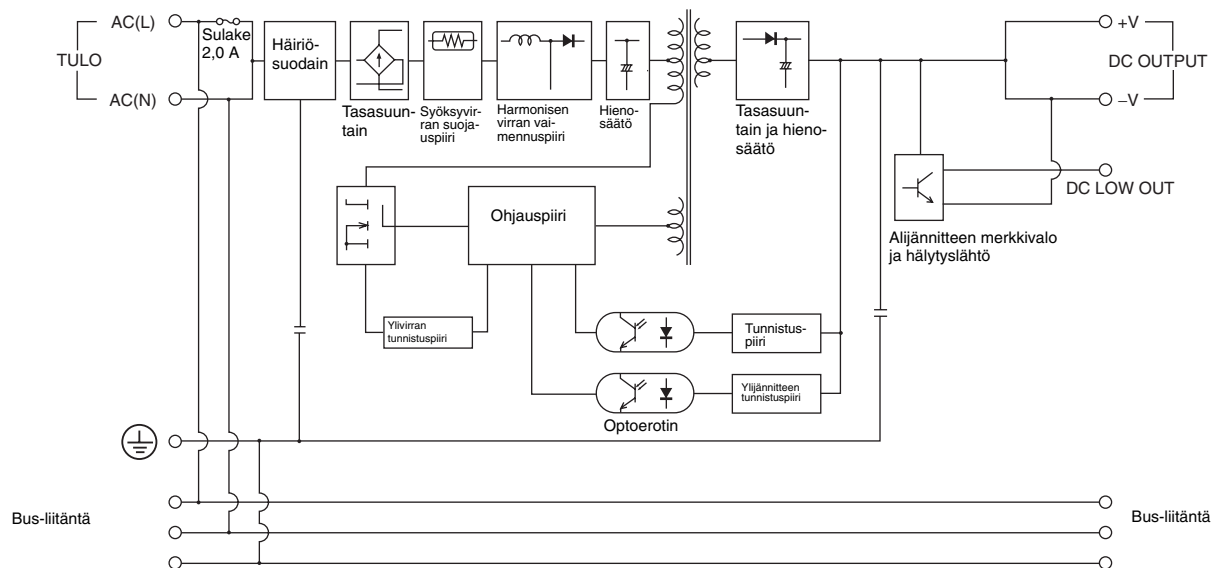 AC(L)
Sulake
2,0 A
TULO
AC(N)
Häiriö-
suodain
Tasasuun-
tain
Syöksyvir-
ran suoja-
uspiiri
Harmonisen
virran vai-
mennuspiiri
Hieno-
säätö
Tasasuun-
tain ja hieno-
säätö
+V
DC OUTPUT
–V
DC LOW OUT
Alijännitteen merkkivalo
ja hälytyslähtö
Ohjauspiiri
Ylivirran
tunnistuspiiri
Tunnistus-
piiri
Ylijännitteen
tunnistuspiiri
Optoerotin
Bus-liitäntä
Bus-liitäntä